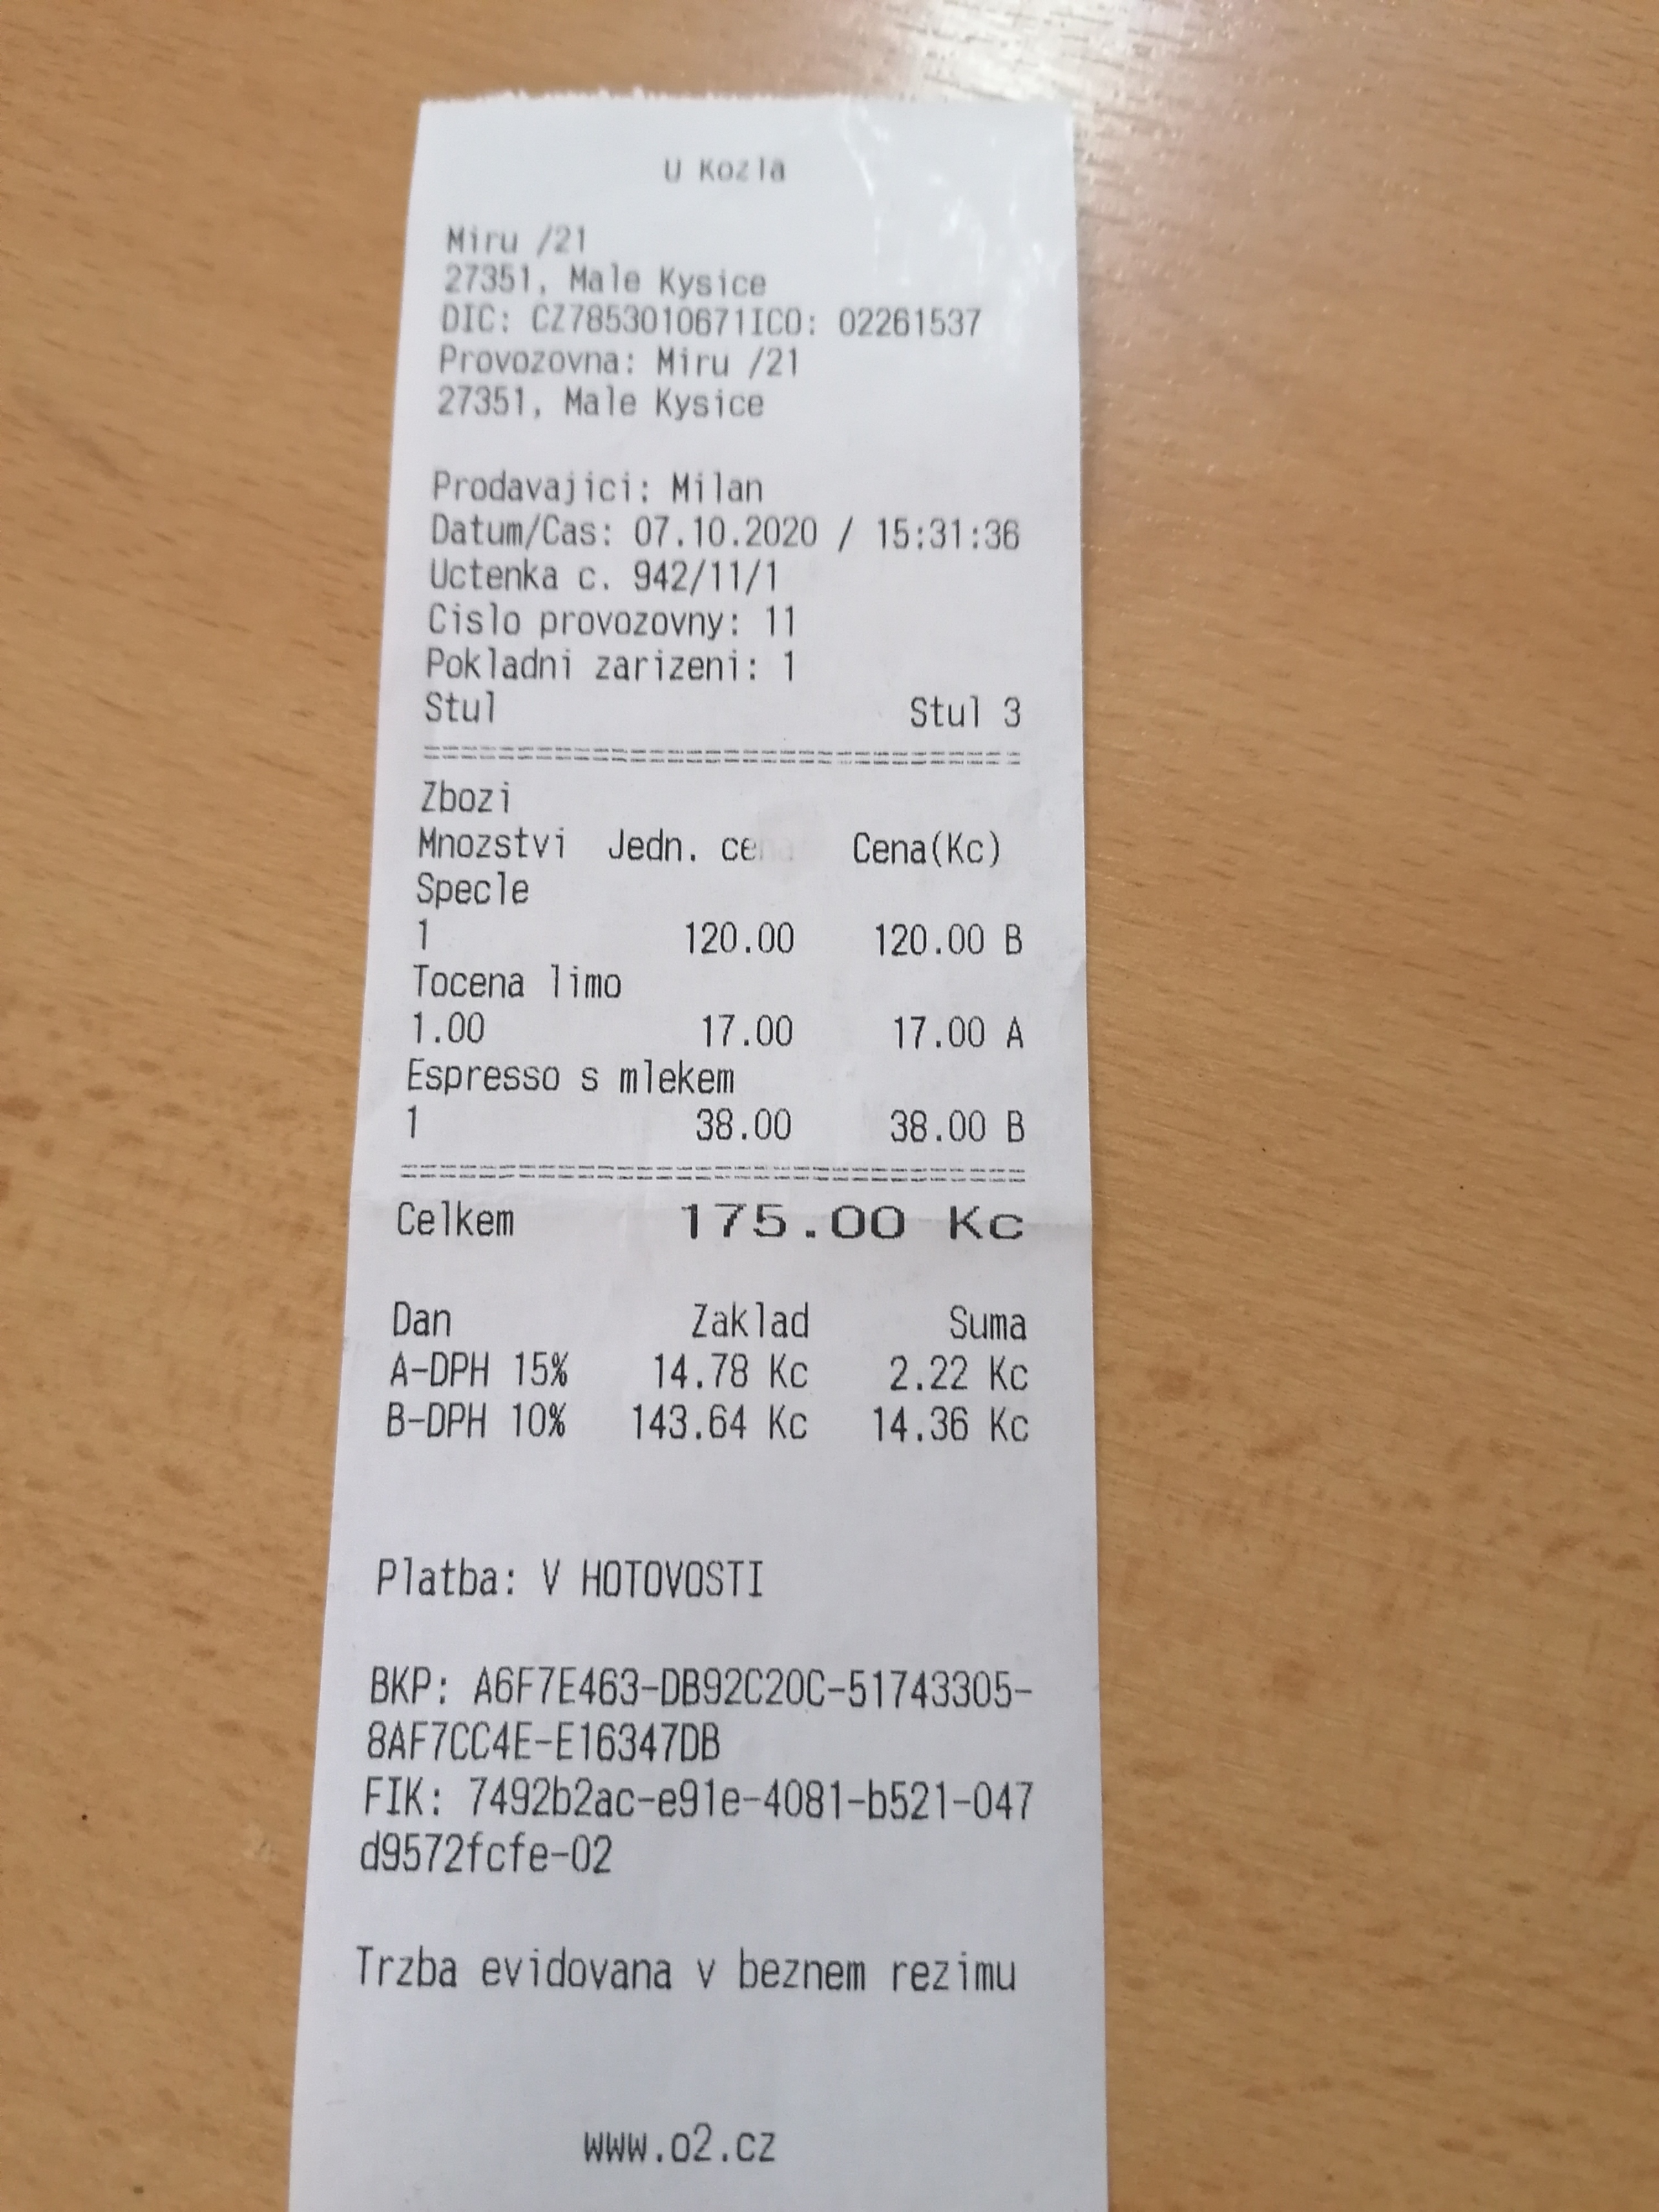 U Kozla
Miru /21
27351, Male Kysice
DIC: CZ7853010671ICO: 02261537
Provozovna: Miru /21
27351, Male Kysice
Prodavajici: Milan
Datum/Cas: 07.10.2020 / 15:31:36
Uctenka c. 942/11/1
Cislo provozovny: 11
Pokladni zarizeni: 1
Stul Stul 3
Zbozi
Mnozstvi Jedn. cena Cena(Kc)
Specle
1 120.00 120.00 B
Tocena limo
1.00 17.00 17.00 A
Espresso s mlekem
1 38.00 38.00 B
Celkem 175.00 Kc
Dan Zaklad Suma
A-DPH 15% 14.78 Kc 2.22 Kc
B-DPH 10% 143.64 Kc 14.36 Kc
Platba: V HOTOVOSTI
BKP: A6F7E463-DB92C20C-51743305-
8AF7CC4E-E16347DB
FIK: 7492b2ac-e91e-4081-b521-047
d9572fcfe-02
Trzba evidovana v beznem rezimu
www.o2.cz